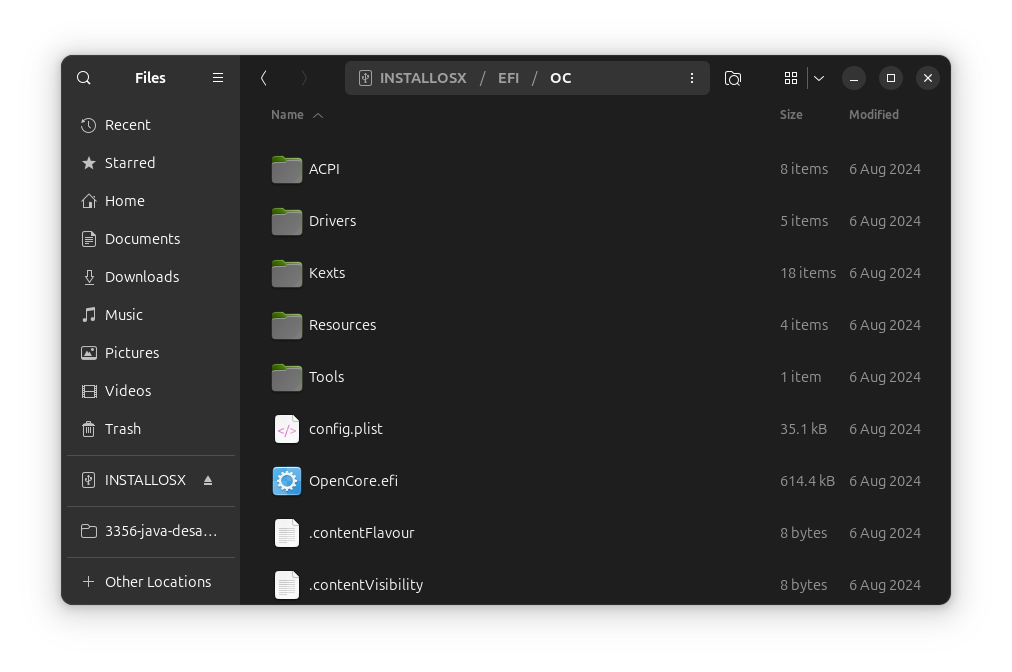 Files
INSTALLOSX / EFI / OC
Recent
Starred
Home
Documents
Downloads
Music
Pictures
Videos
Trash
INSTALLOSX
3356-java-desa...
Other Locations
Name Size Modified
ACPI 8 items 6 Aug 2024
Drivers 5 items 6 Aug 2024
Kexts 18 items 6 Aug 2024
Resources 4 items 6 Aug 2024
Tools 1 item 6 Aug 2024
config.plist 35.1 kB 6 Aug 2024
OpenCore.efi 614.4 kB 6 Aug 2024
.contentFlavour 8 bytes 6 Aug 2024
.contentVisibility 8 bytes 6 Aug 2024